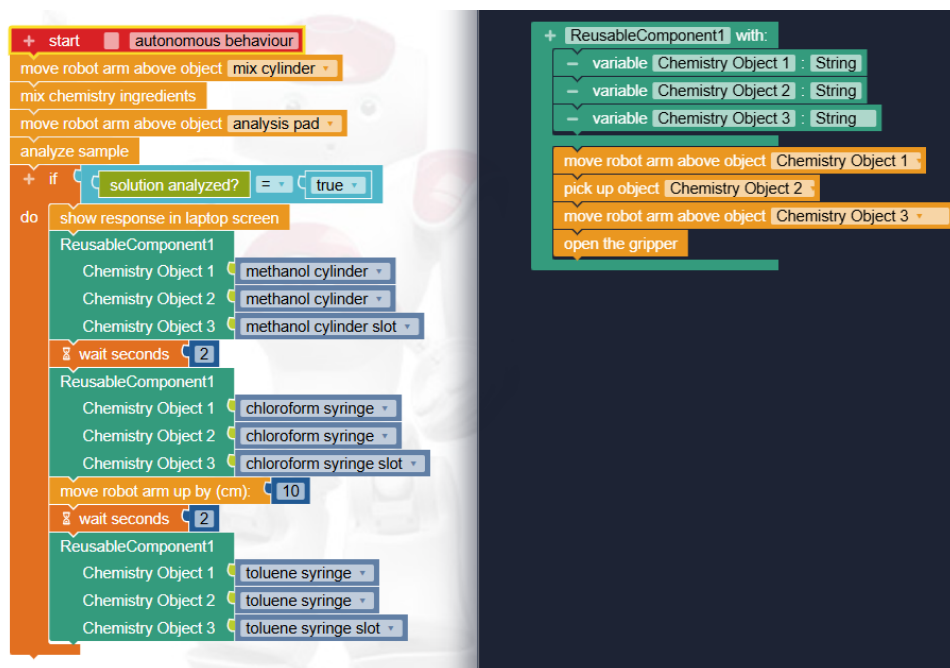 + start autonomous behaviour
move robot arm above object mix cylinder
mix chemistry ingredients
move robot arm above object analysis pad
analyze sample
+ if solution analyzed? = true
do show response in laptop screen
ReusableComponent1
Chemistry Object 1 methanol cylinder
Chemistry Object 2 methanol cylinder
Chemistry Object 3 methanol cylinder slot
wait seconds 2
ReusableComponent1
Chemistry Object 1 chloroform syringe
Chemistry Object 2 chloroform syringe
Chemistry Object 3 chloroform syringe slot
move robot arm up by (cm): 10
wait seconds 2
ReusableComponent1
Chemistry Object 1 toluene syringe
Chemistry Object 2 toluene syringe
Chemistry Object 3 toluene syringe slot
+ ReusableComponent1 with:
− variable Chemistry Object 1 : String
− variable Chemistry Object 2 : String
− variable Chemistry Object 3 : String
move robot arm above object Chemistry Object 1
pick up object Chemistry Object 2
move robot arm above object Chemistry Object 3
open the gripper